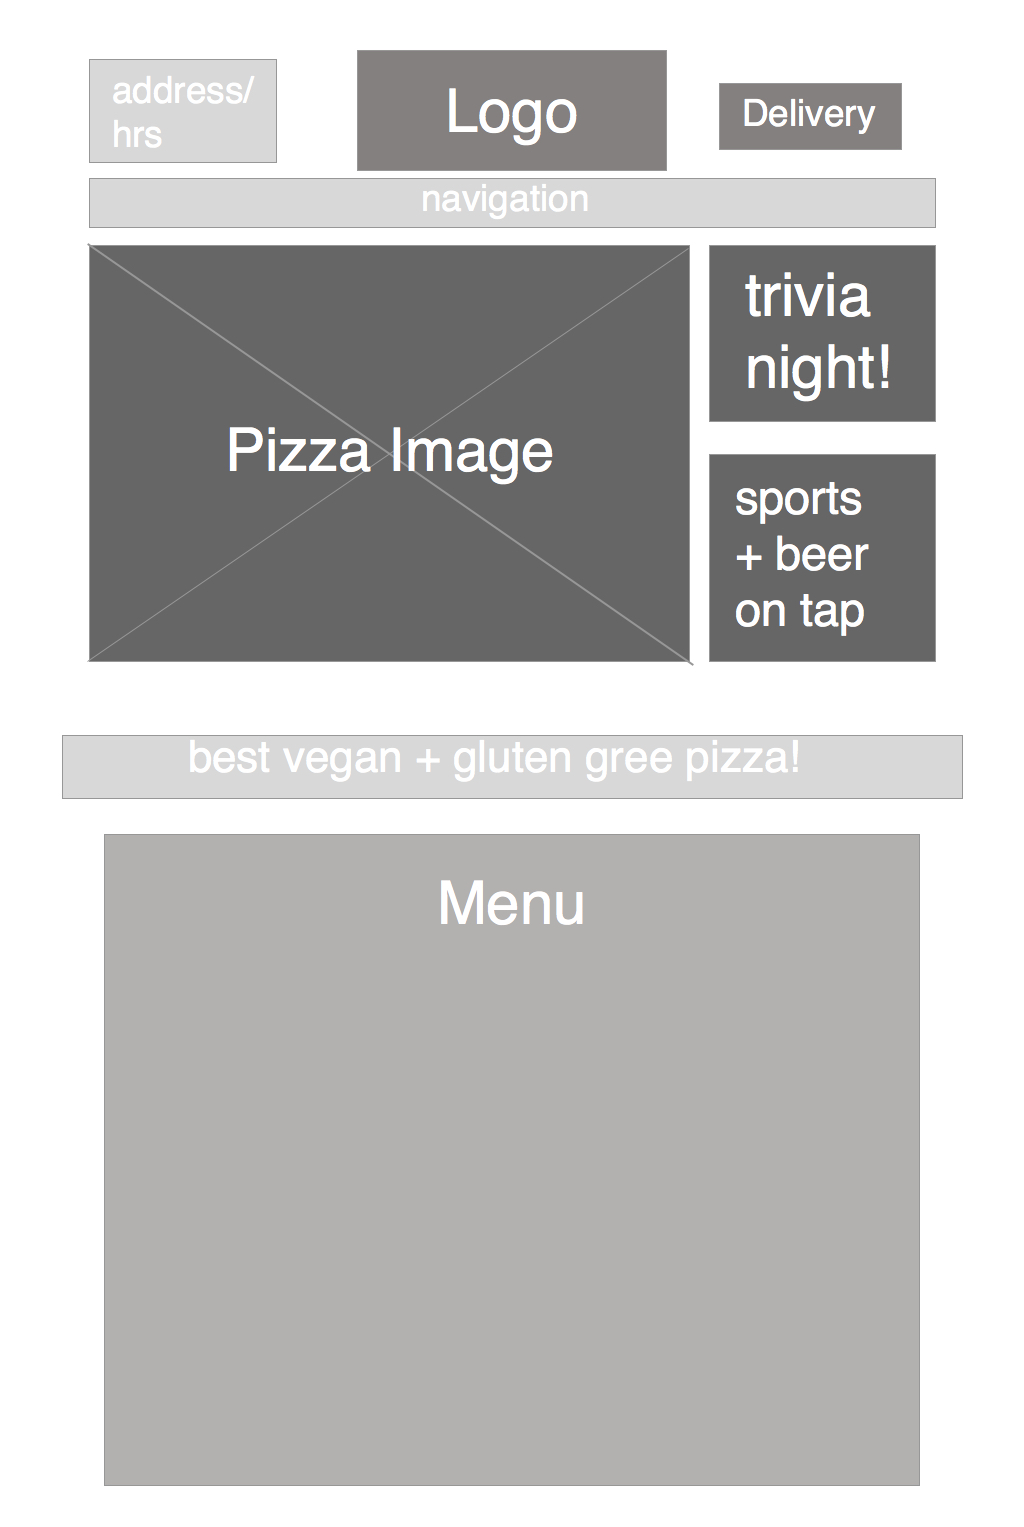 address/
hrs
Logo
Delivery
navigation
Pizza Image
trivia
night!
sports
+ beer
on tap
best vegan + gluten gree pizza!
Menu